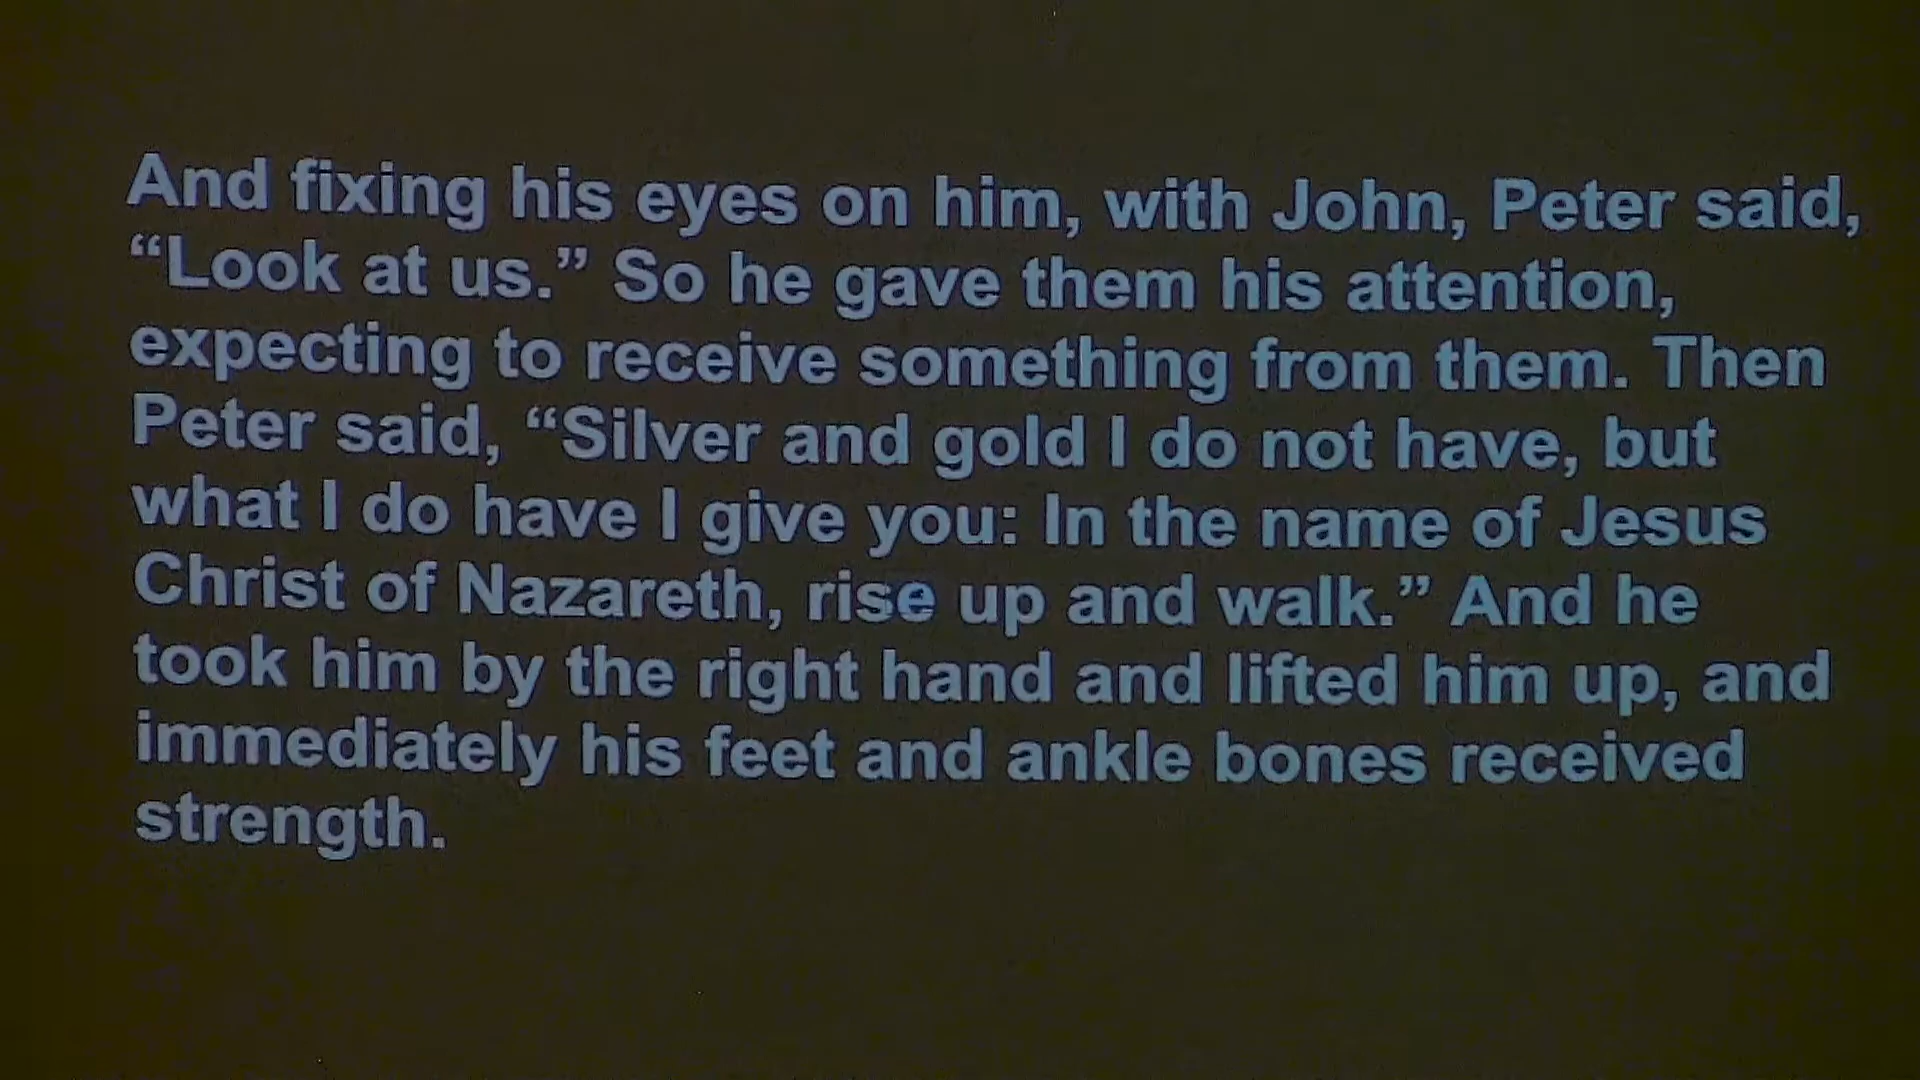 And fixing his eyes on him, with John, Peter said,
“Look at us.” So he gave them his attention,
expecting to receive something from them. Then
Peter said, “Silver and gold I do not have, but
what I do have I give you: In the name of Jesus
Christ of Nazareth, rise up and walk.” And he
took him by the right hand and lifted him up, and
immediately his feet and ankle bones received
strength.